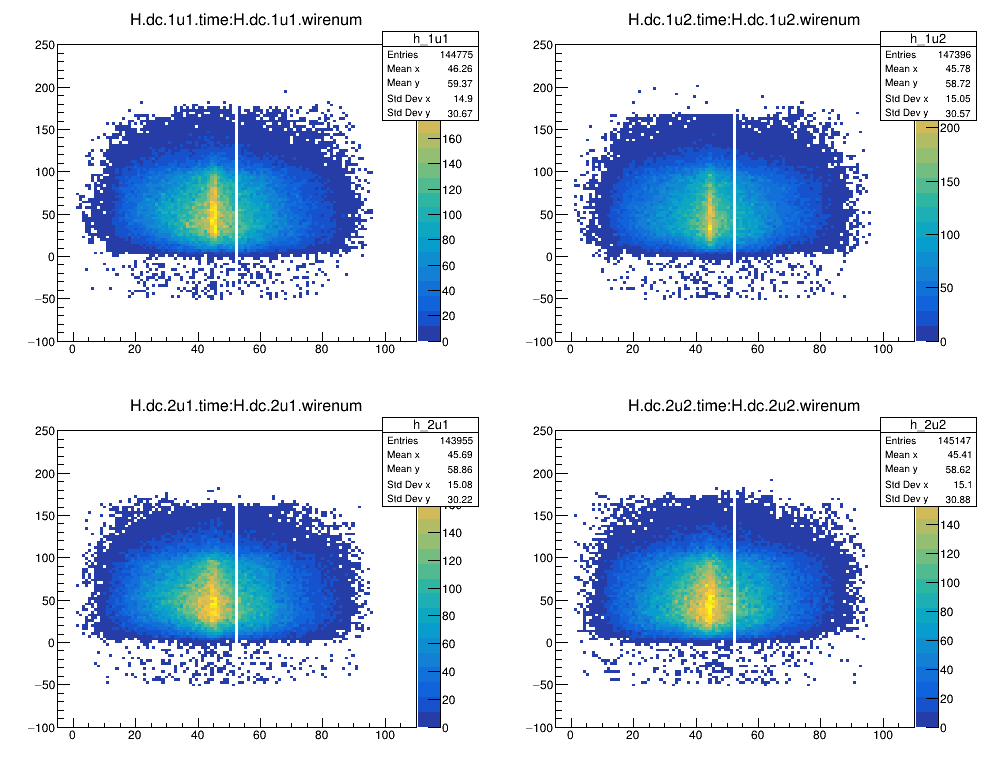 H.dc.1u1.time:H.dc.1u1.wirenum
h_1u1
Entries 144775
Mean x 46.26
Mean y 59.37
Std Dev x 14.9
Std Dev y 30.67
250
200
150
100
50
0
−50
−100
0 20 40 60 80 100
160
140
120
100
80
60
40
20
0
H.dc.1u2.time:H.dc.1u2.wirenum
h_1u2
Entries 147396
Mean x 45.78
Mean y 58.72
Std Dev x 15.05
Std Dev y 30.57
250
200
150
100
50
0
−50
−100
0 20 40 60 80 100
200
150
100
50
0
H.dc.2u1.time:H.dc.2u1.wirenum
h_2u1
Entries 143955
Mean x 45.69
Mean y 58.86
Std Dev x 15.08
Std Dev y 30.22
250
200
150
100
50
0
−50
−100
0 20 40 60 80 100
140
120
100
80
60
40
20
0
H.dc.2u2.time:H.dc.2u2.wirenum
h_2u2
Entries 145147
Mean x 45.41
Mean y 58.62
Std Dev x 15.1
Std Dev y 30.88
250
200
150
100
50
0
−50
−100
0 20 40 60 80 100
140
120
100
80
60
40
20
0